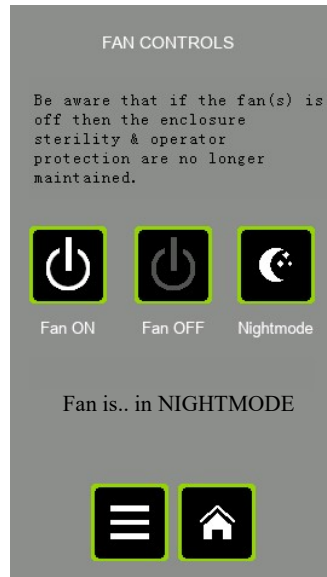 FAN CONTROLS
Be aware that if the fan(s) is
off then the enclosure
sterility & operator
protection are no longer
maintained.
Fan ON Fan OFF Nightmode
Fan is.. in NIGHTMODE